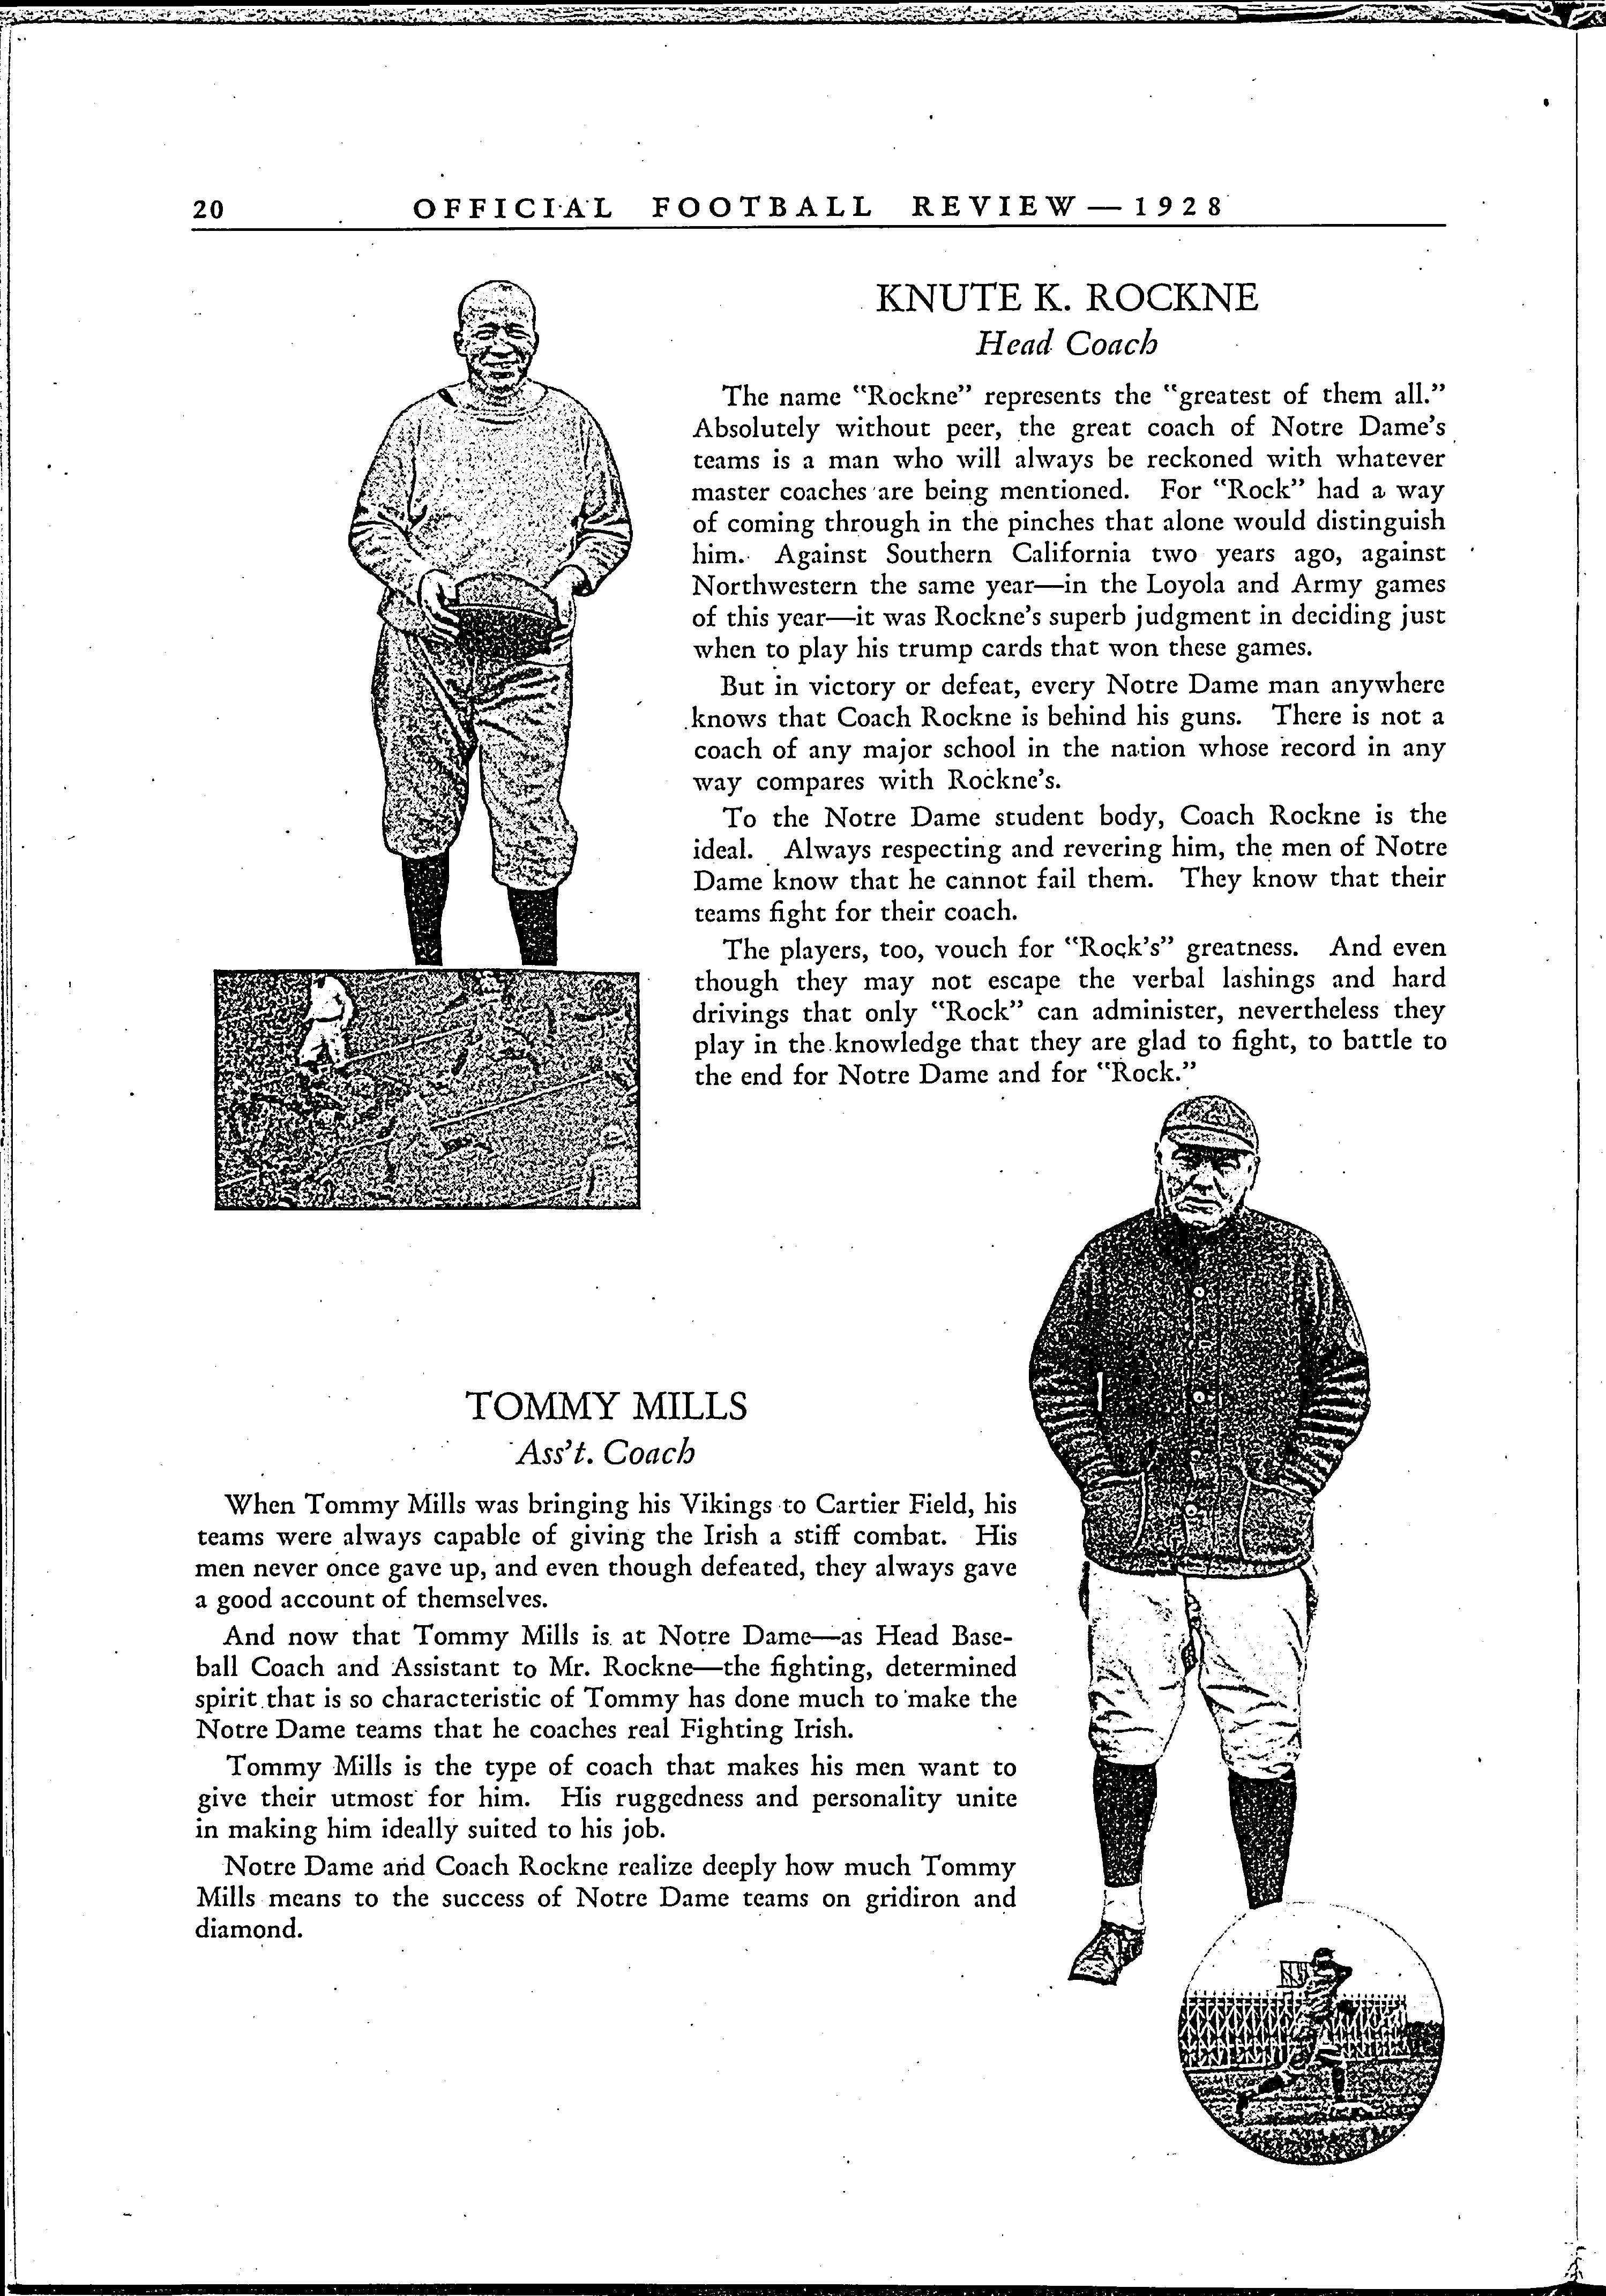 20 OFFICIAL FOOTBALL REVIEW — 1928
KNUTE K. ROCKNE
Head Coach
The name "Rockne" represents the "greatest of them all."
Absolutely without peer, the great coach of Notre Dame's
teams is a man who will always be reckoned with whatever
master coaches are being mentioned. For "Rock" had a way
of coming through in the pinches that alone would distinguish
him. Against Southern California two years ago, against
Northwestern the same year—in the Loyola and Army games
of this year—it was Rockne's superb judgment in deciding just
when to play his trump cards that won these games.
But in victory or defeat, every Notre Dame man anywhere
knows that Coach Rockne is behind his guns. There is not a
coach of any major school in the nation whose record in any
way compares with Rockne's.
To the Notre Dame student body, Coach Rockne is the
ideal. Always respecting and revering him, the men of Notre
Dame know that he cannot fail them. They know that their
teams fight for their coach.
The players, too, vouch for "Rock's" greatness. And even
though they may not escape the verbal lashings and hard
drivings that only "Rock" can administer, nevertheless they
play in the knowledge that they are glad to fight, to battle to
the end for Notre Dame and for "Rock."
TOMMY MILLS
Ass't. Coach
When Tommy Mills was bringing his Vikings to Cartier Field, his
teams were always capable of giving the Irish a stiff combat. His
men never once gave up, and even though defeated, they always gave
a good account of themselves.
And now that Tommy Mills is at Notre Dame—as Head Base-
ball Coach and Assistant to Mr. Rockne—the fighting, determined
spirit that is so characteristic of Tommy has done much to make the
Notre Dame teams that he coaches real Fighting Irish.
Tommy Mills is the type of coach that makes his men want to
give their utmost for him. His ruggedness and personality unite
in making him ideally suited to his job.
Notre Dame and Coach Rockne realize deeply how much Tommy
Mills means to the success of Notre Dame teams on gridiron and
diamond.